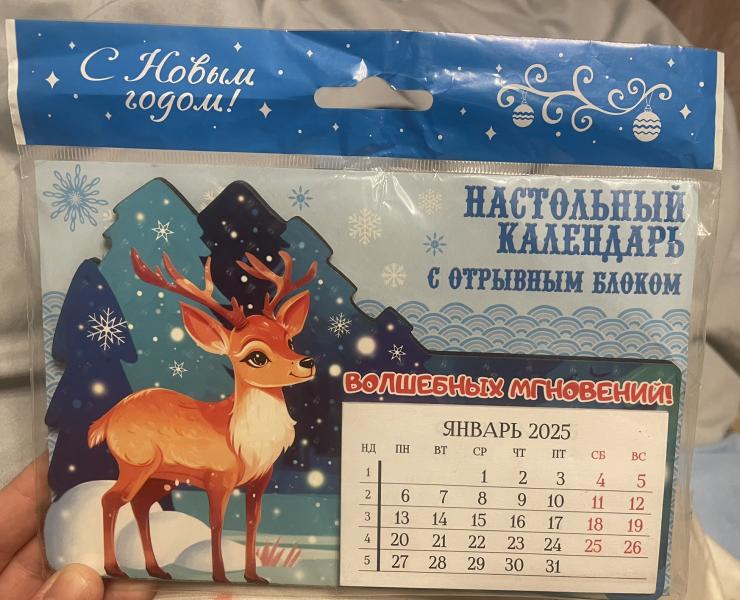 С Новым
годом!
НАСТОЛЬНЫЙ
КАЛЕНДАРЬ
С ОТРЫВНЫМ БЛОКОМ
ВОЛШЕБНЫХ МГНОВЕНИЙ!
ЯНВАРЬ 2025
НД ПН ВТ СР ЧТ ПТ СБ ВС
1 1 2 3 4 5
2 6 7 8 9 10 11 12
3 13 14 15 16 17 18 19
4 20 21 22 23 24 25 26
5 27 28 29 30 31